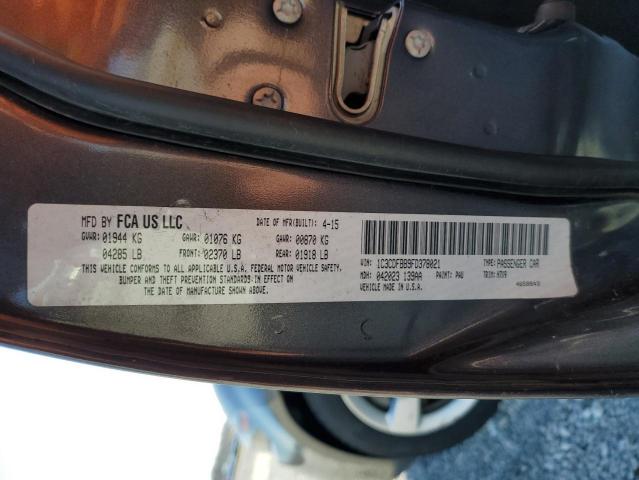 MFD BY FCA US LLC DATE OF MFR(BUILT): 4-15
GVWR: 01944 KG GAWR: 01076 KG GAWR: 00870 KG
04285 LB FRONT: 02370 LB REAR: 01918 LB
THIS VEHICLE CONFORMS TO ALL APPLICABLE U.S.A. FEDERAL MOTOR VEHICLE SAFETY,
BUMPER AND THEFT PREVENTION STANDARDS IN EFFECT ON
THE DATE OF MANUFACTURE SHOWN ABOVE.
VIN: 1C3CDFBB9FD379021 TYPE: PASSENGER CAR
MDH: 042023 139AA PAINT: PAU TRIM:
VEHICLE MADE IN U.S.A.